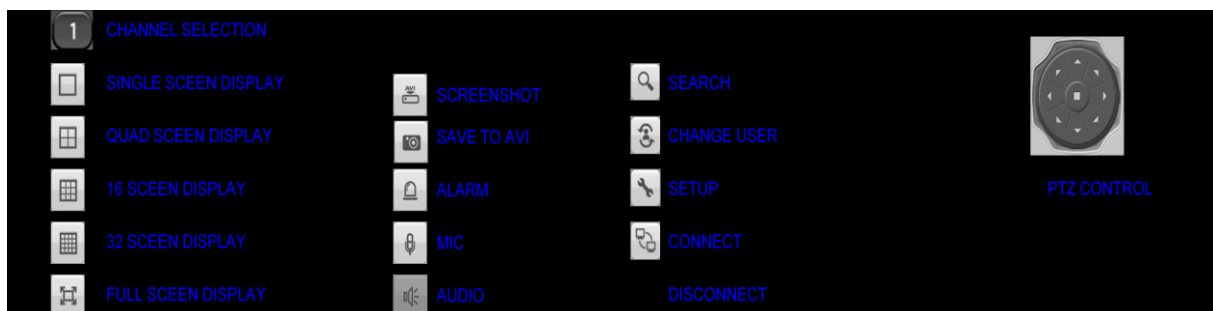 1 CHANNEL SELECTION
SINGLE SCEEN DISPLAY
QUAD SCEEN DISPLAY
16 SCEEN DISPLAY
32 SCEEN DISPLAY
FULL SCEEN DISPLAY
AVI SCREENSHOT
SAVE TO AVI
ALARM
MIC
AUDIO
SEARCH
CHANGE USER
SETUP
CONNECT
DISCONNECT
PTZ CONTROL